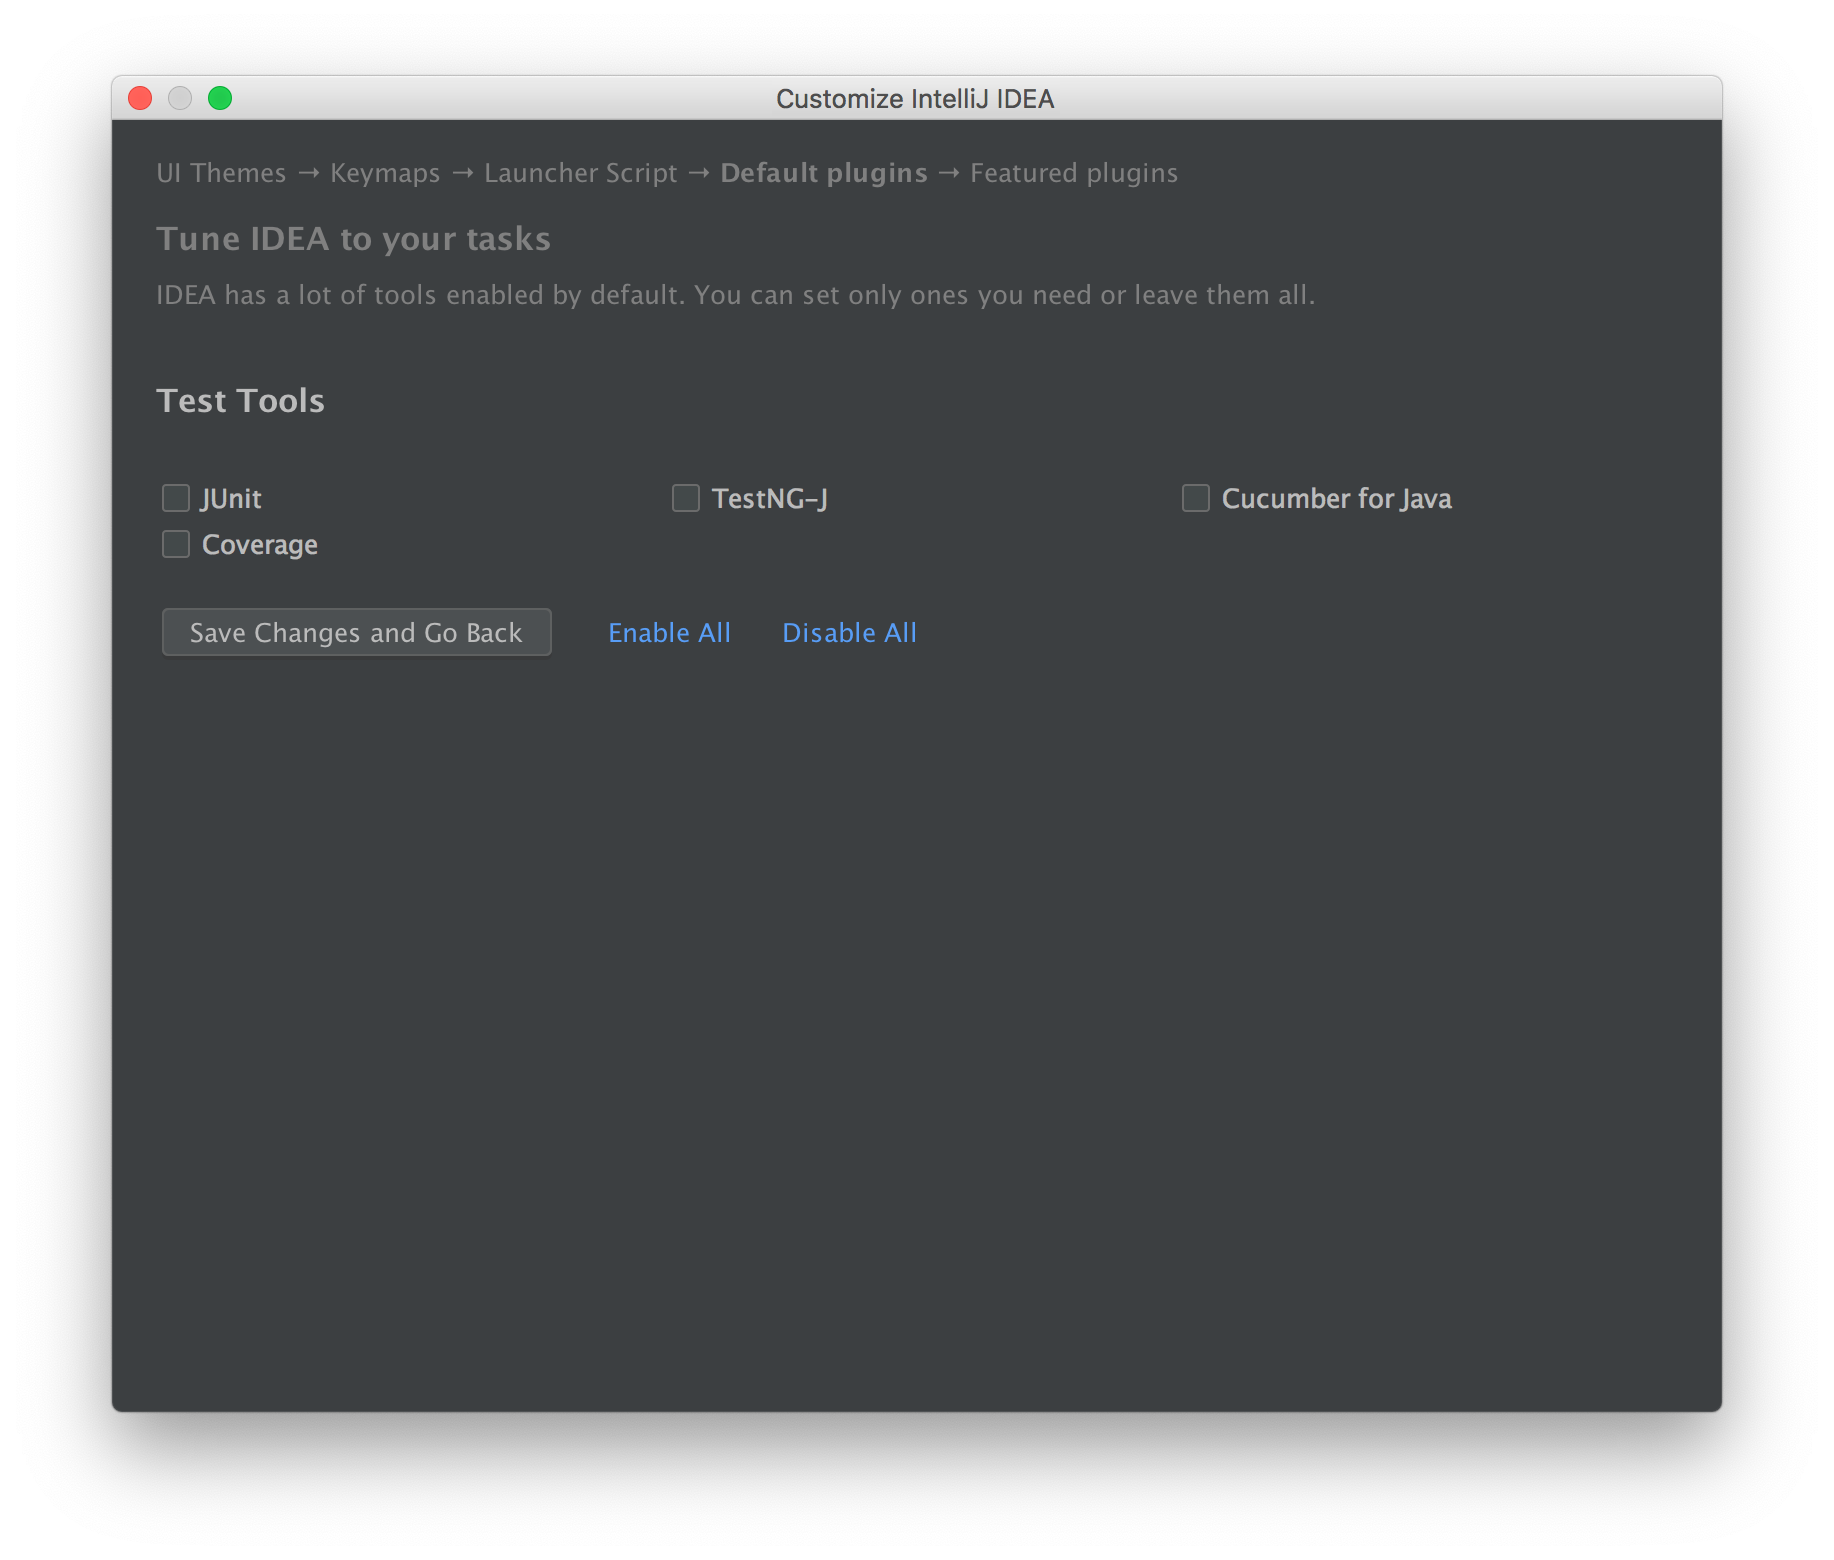 Customize IntelliJ IDEA
UI Themes → Keymaps → Launcher Script → Default plugins → Featured plugins
Tune IDEA to your tasks
IDEA has a lot of tools enabled by default. You can set only ones you need or leave them all.
Test Tools
JUnit TestNG-J Cucumber for Java
Coverage
Save Changes and Go Back Enable All Disable All